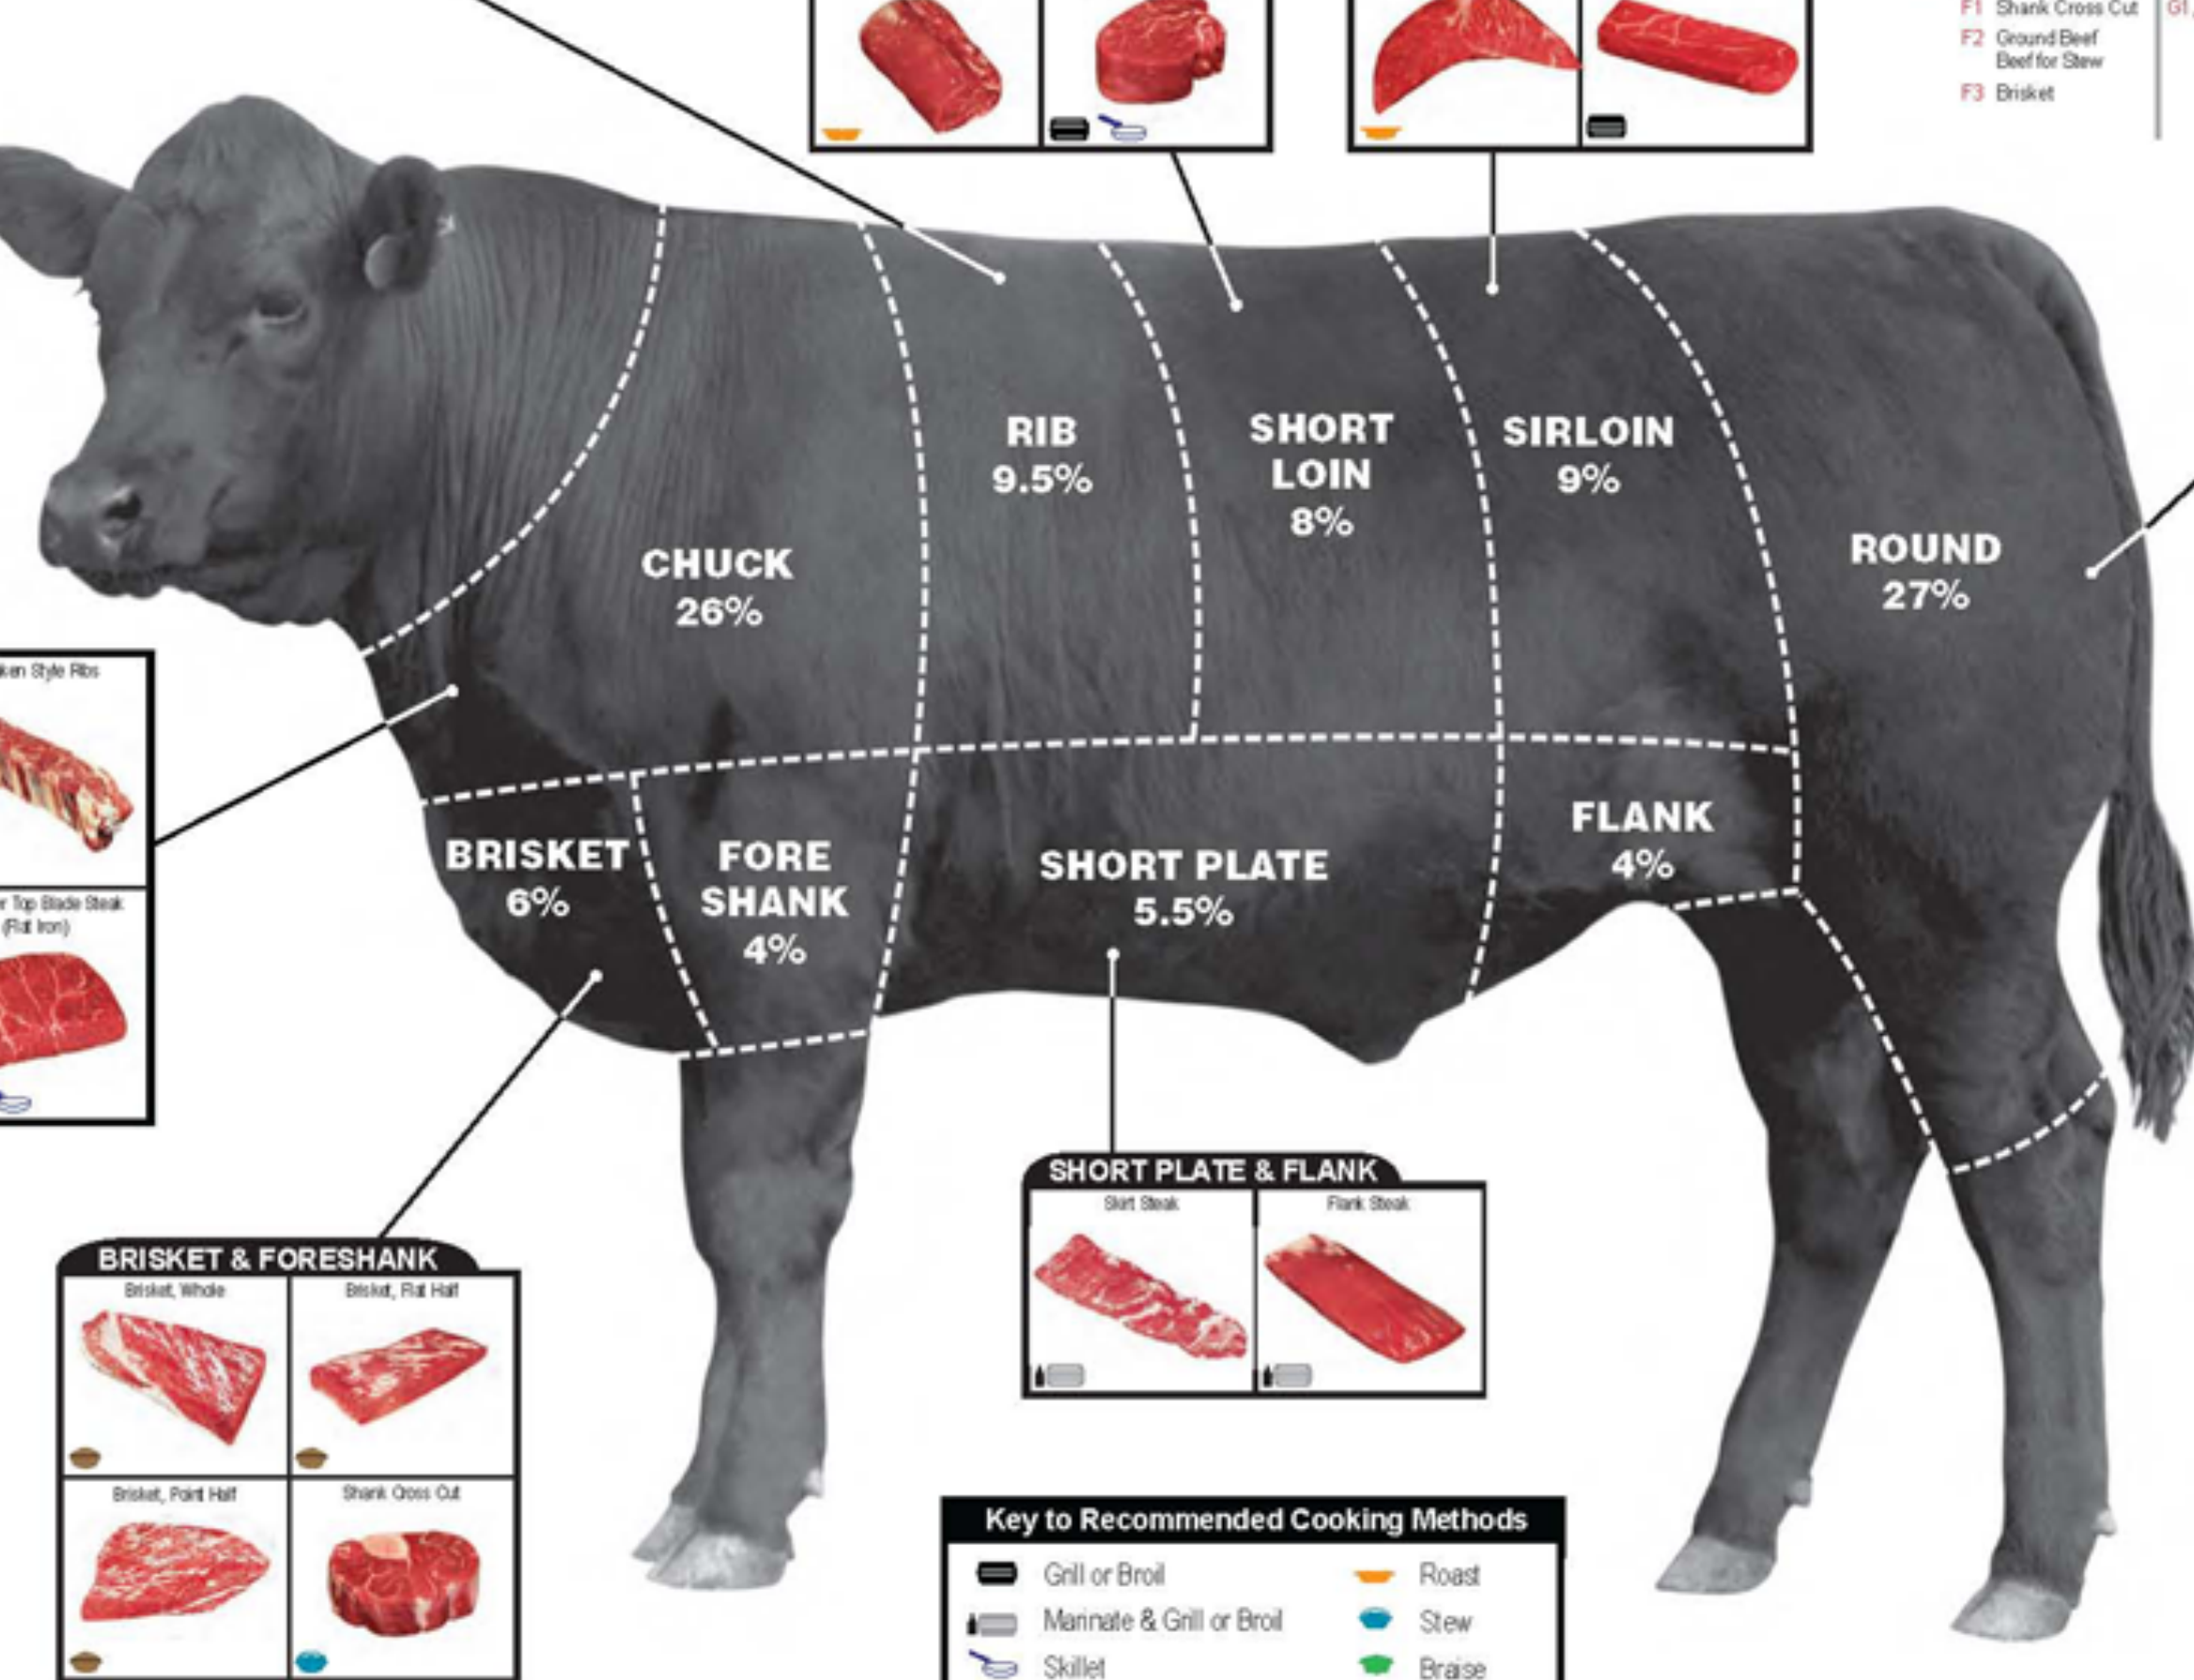 F1 Shank Cross Cut
F2 Ground Beef
Beef for Stew
F3 Brisket
G1,
RIB
9.5%
SHORT
LOIN
8%
SIRLOIN
9%
CHUCK
26%
ROUND
27%
Style Ribs
Top Blade Steak
(Flat Iron)
BRISKET
6%
FORE
SHANK
4%
SHORT PLATE
5.5%
FLANK
4%
SHORT PLATE & FLANK
Skirt Steak
Flank Steak
BRISKET & FORESHANK
Brisket, Whole
Brisket, Flat Half
Brisket, Point Half
Shank Cross Cut
Key to Recommended Cooking Methods
Grill or Broil
Roast
Marinate & Grill or Broil
Stew
Skillet
Braise